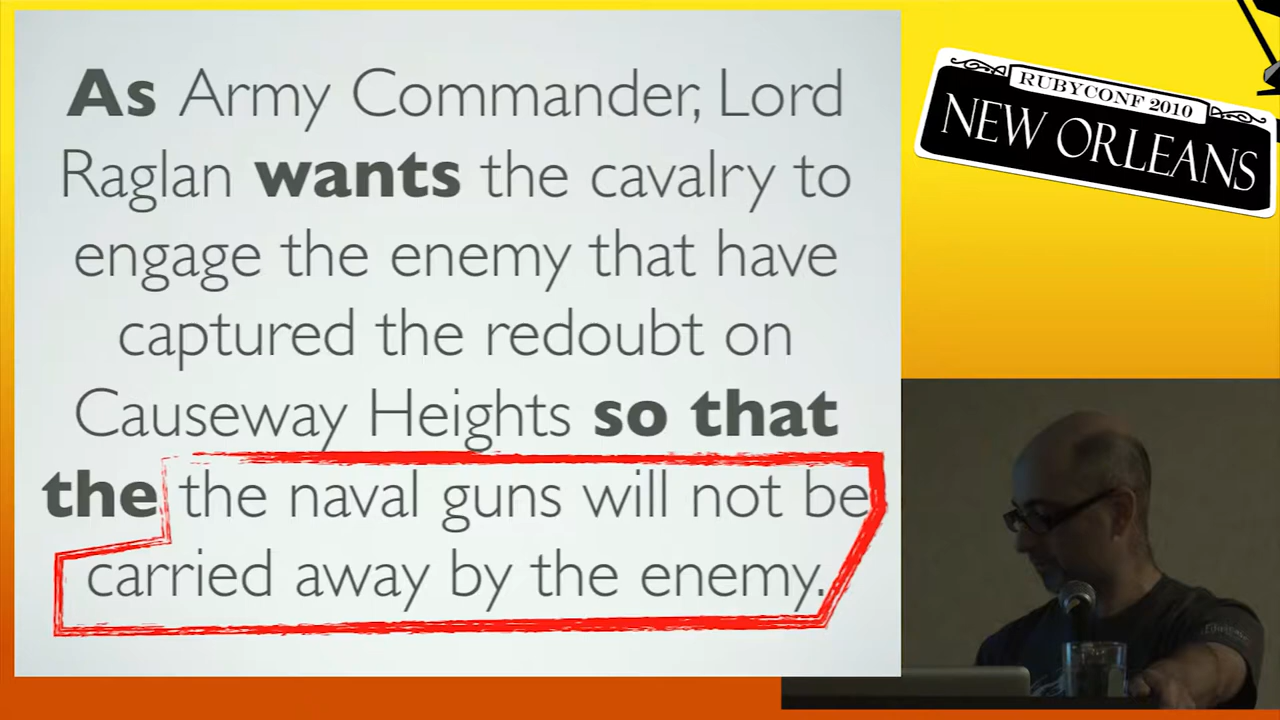 As Army Commander, Lord
Raglan wants the cavalry to
engage the enemy that have
captured the redoubt on
Causeway Heights so that
the the naval guns will not be
carried away by the enemy.
RUBYCONF 2010
NEW ORLEANS